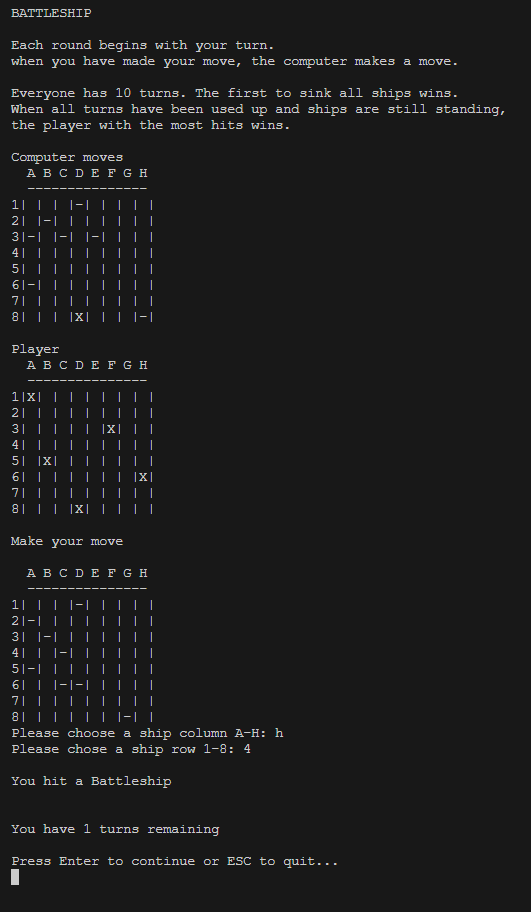 BATTLESHIP
Each round begins with your turn.
when you have made your move, the computer makes a move.
Everyone has 10 turns. The first to sink all ships wins.
When all turns have been used up and ships are still standing,
the player with the most hits wins.
Computer moves
  A B C D E F G H
  ---------------
1| | | |-| | | | |
2| |-| | | | | | |
3|-| |-| |-| | | |
4| | | | | | | | |
5| | | | | | | | |
6|-| | | | | | | |
7| | | | | | | | |
8| | | |X| | | |-|
Player
  A B C D E F G H
  ---------------
1|X| | | | | | | |
2| | | | | | | | |
3| | | | | |X| | |
4| | | | | | | | |
5| |X| | | | | | |
6| | | | | | | |X|
7| | | | | | | | |
8| | | |X| | | | |
Make your move
  A B C D E F G H
  ---------------
1| | | |-| | | | |
2|-| | | | | | | |
3| |-| | | | | | |
4| | |-| | | | | |
5|-| | | | | | | |
6| | |-|-| | | | |
7| | | | | | | | |
8| | | | | | |-| |
Please choose a ship column A-H: h
Please chose a ship row 1-8: 4
You hit a Battleship
You have 1 turns remaining
Press Enter to continue or ESC to quit...